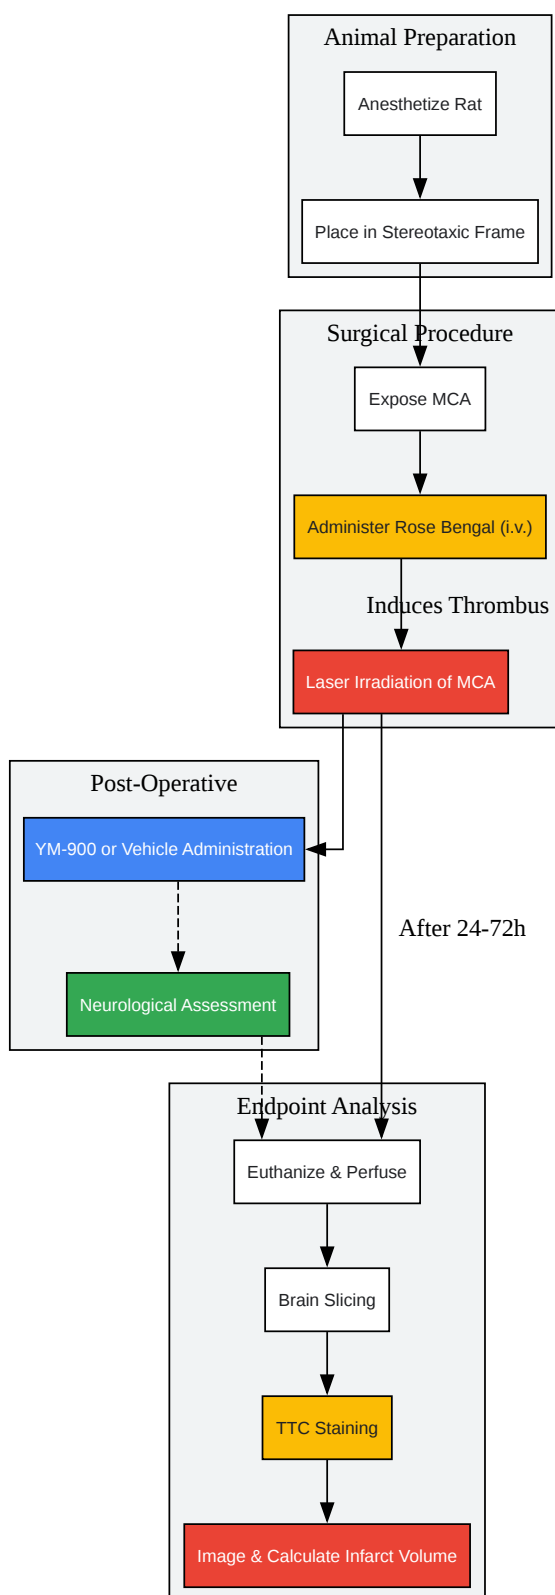 Animal Preparation
Anesthetize Rat
Place in Stereotaxic Frame
Surgical Procedure
Expose MCA
Administer Rose Bengal (i.v.)
Induces Thrombus
Laser Irradiation of MCA
Post-Operative
YM-900 or Vehicle Administration
After 24-72h
Neurological Assessment
Endpoint Analysis
Euthanize & Perfuse
Brain Slicing
TTC Staining
Image & Calculate Infarct Volume